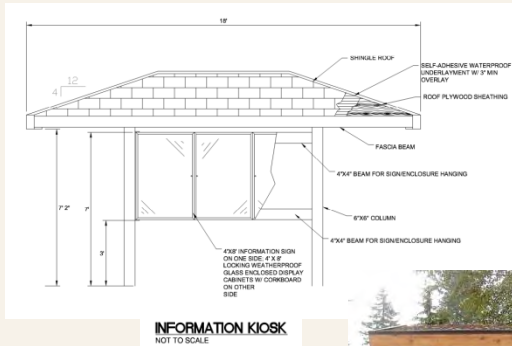 18'
SHINGLE ROOF
12
4
SELF-ADHESIVE WATERPROOF
UNDERLAYMENT W/ 3" MIN
OVERLAY
ROOF PLYWOOD SHEATHING
FASCIA BEAM
4"X4" BEAM FOR SIGN/ENCLOSURE HANGING
7' 2"
7'
6"X6" COLUMN
4"X4" BEAM FOR SIGN/ENCLOSURE HANGING
3'
4"X8' INFORMATION SIGN
ON ONE SIDE. 4' X 8'
LOCKING WEATHERPROOF
GLASS ENCLOSED DISPLAY
CABINETS W/ CORKBOARD
ON OTHER
SIDE
INFORMATION KIOSK
NOT TO SCALE